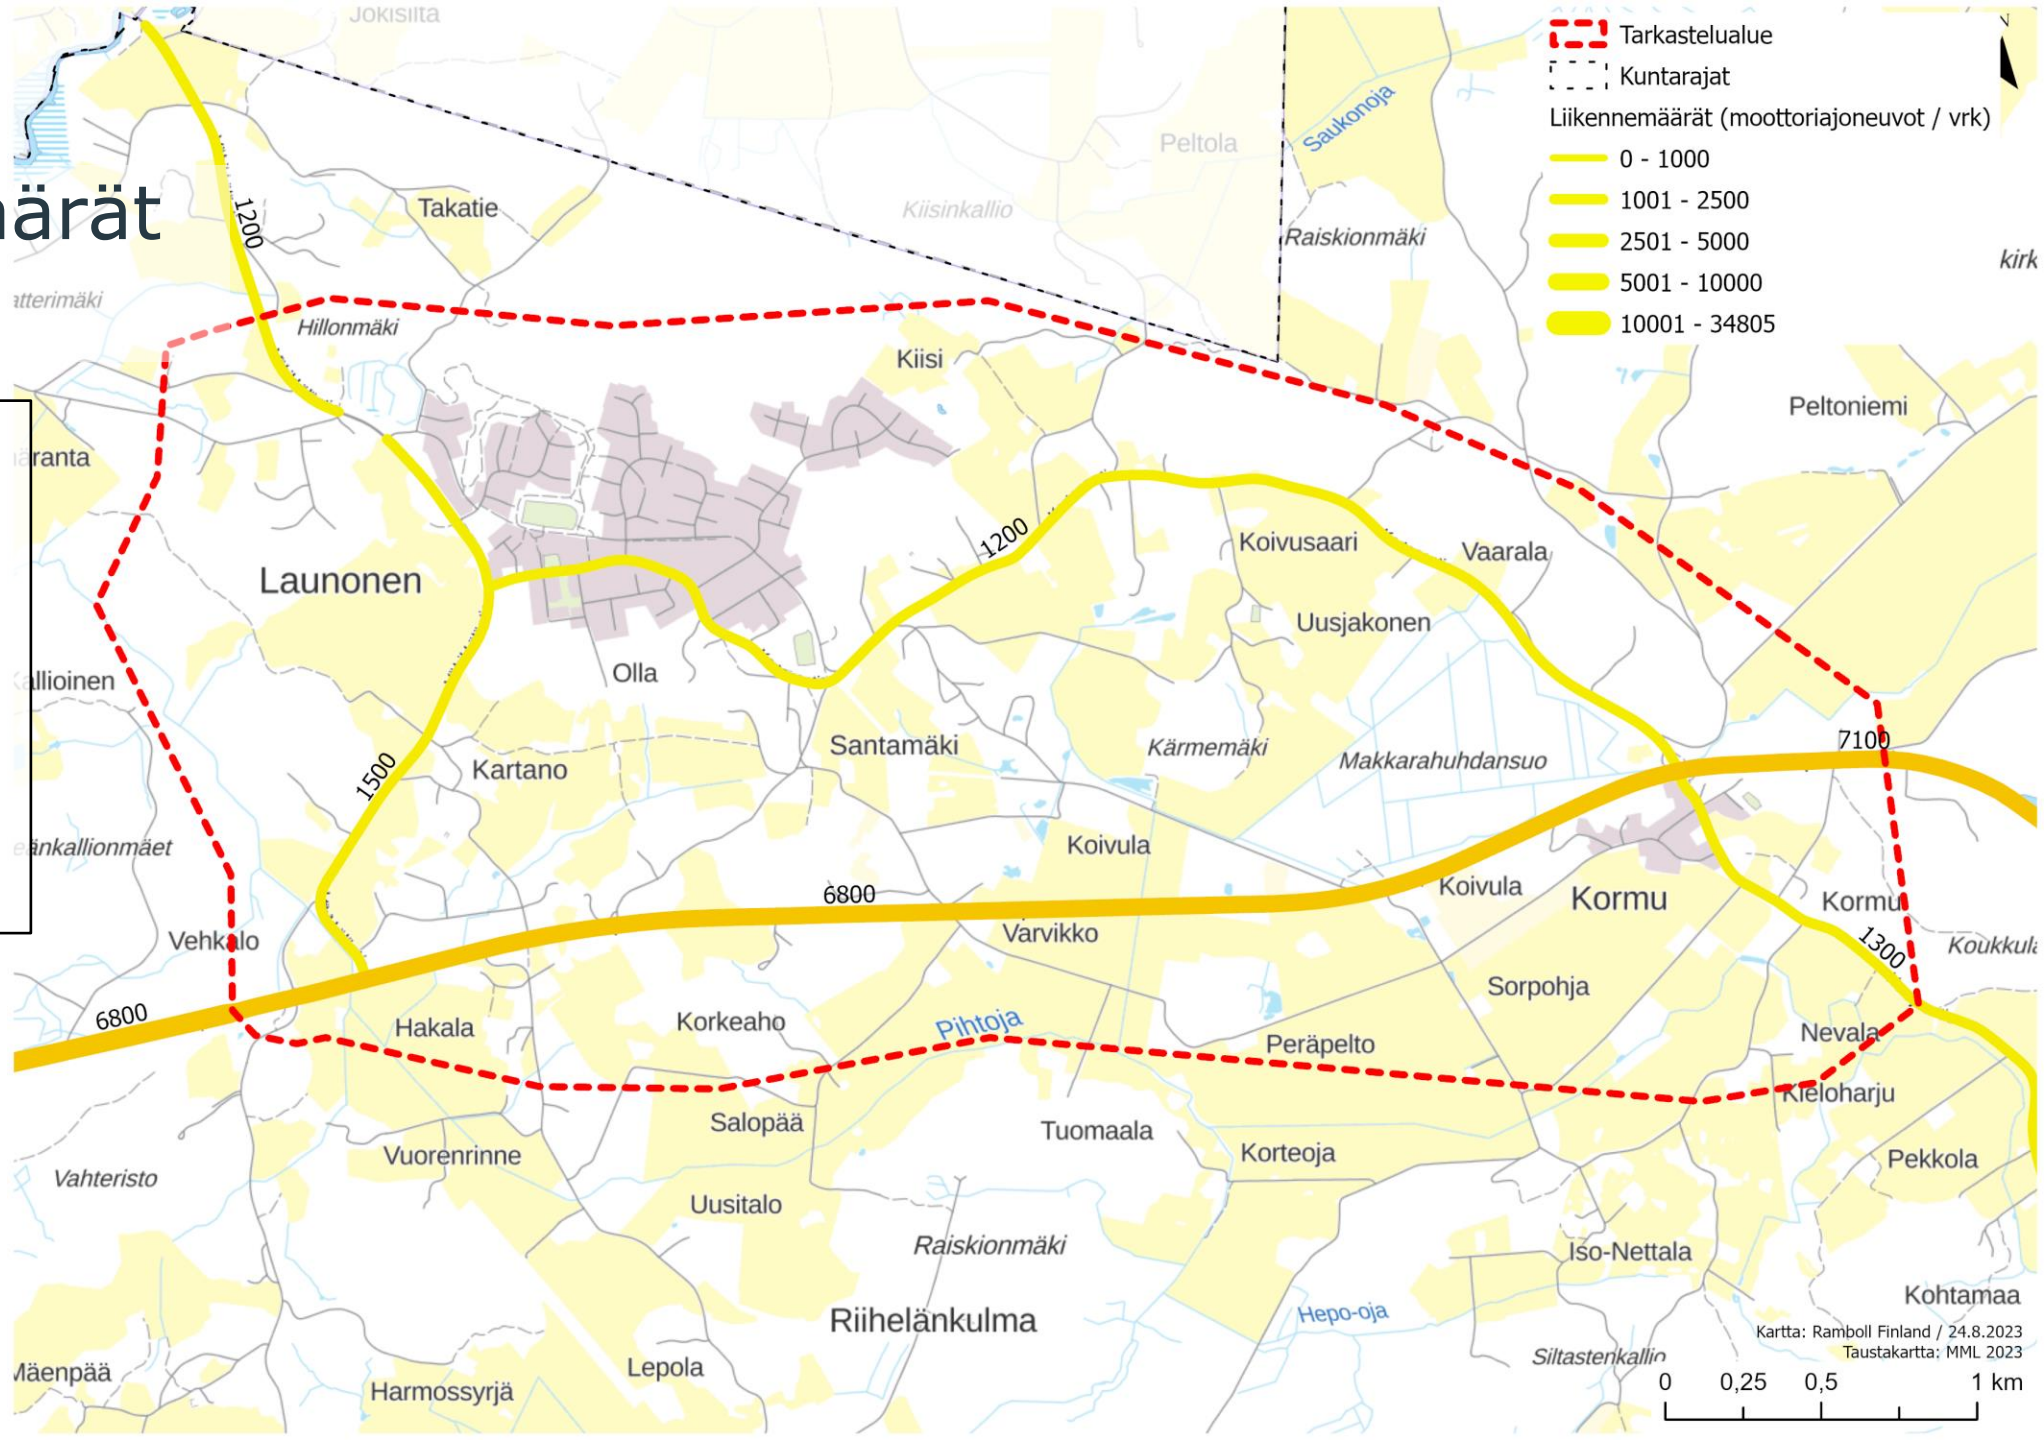 Jokisilta
Tarkastelualue
Kuntarajat
Liikennemäärät (moottoriajoneuvot / vrk)
0 - 1000
1001 - 2500
2501 - 5000
5001 - 10000
10001 - 34805
Saukonoja
Peltola
Takatie
Kiisinkallio
1200
Raiskionmäki
Hillonmäki
Kiisi
Peltoniemi
1200
Koivusaari
Vaarala
Launonen
Uusjakonen
Olla
Santamäki
Kärmemäki
Makkarahuhdansuo
7100
Kartano
1500
Koivula
Koivula
Kormu
Kormu
6800
Varvikko
Vehkalo
1300
Sorpohja
6800
Hakala
Korkeaho
Pihtoja
Peräpelto
Nevala
Kieloharju
Salopää
Tuomaala
Korteoja
Vuorenrinne
Pekkola
Vahteristo
Uusitalo
Raiskionmäki
Iso-Nettala
Kohtamaa
Riihelänkulma
Hepo-oja
Kartta: Ramboll Finland / 24.8.2023
Taustakartta: MML 2023
Siltastenkallio
Mäenpää
Lepola
Harmossyrjä
0 0,25 0,5 1 km